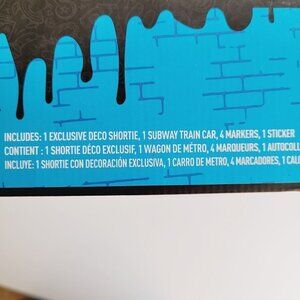 INCLUDES: 1 EXCLUSIVE DECO SHORTIE, 1 SUBWAY TRAIN CAR, 4 MARKERS, 1 STICKER
CONTIENT : 1 SHORTIE DÉCO EXCLUSIF, 1 WAGON DE MÉTRO, 4 MARQUEURS, 1 AUTOCOLL
INCLUYE: 1 SHORTIE CON DECORACIÓN EXCLUSIVA, 1 CARRO DE METRO, 4 MARCADORES, 1 CALC